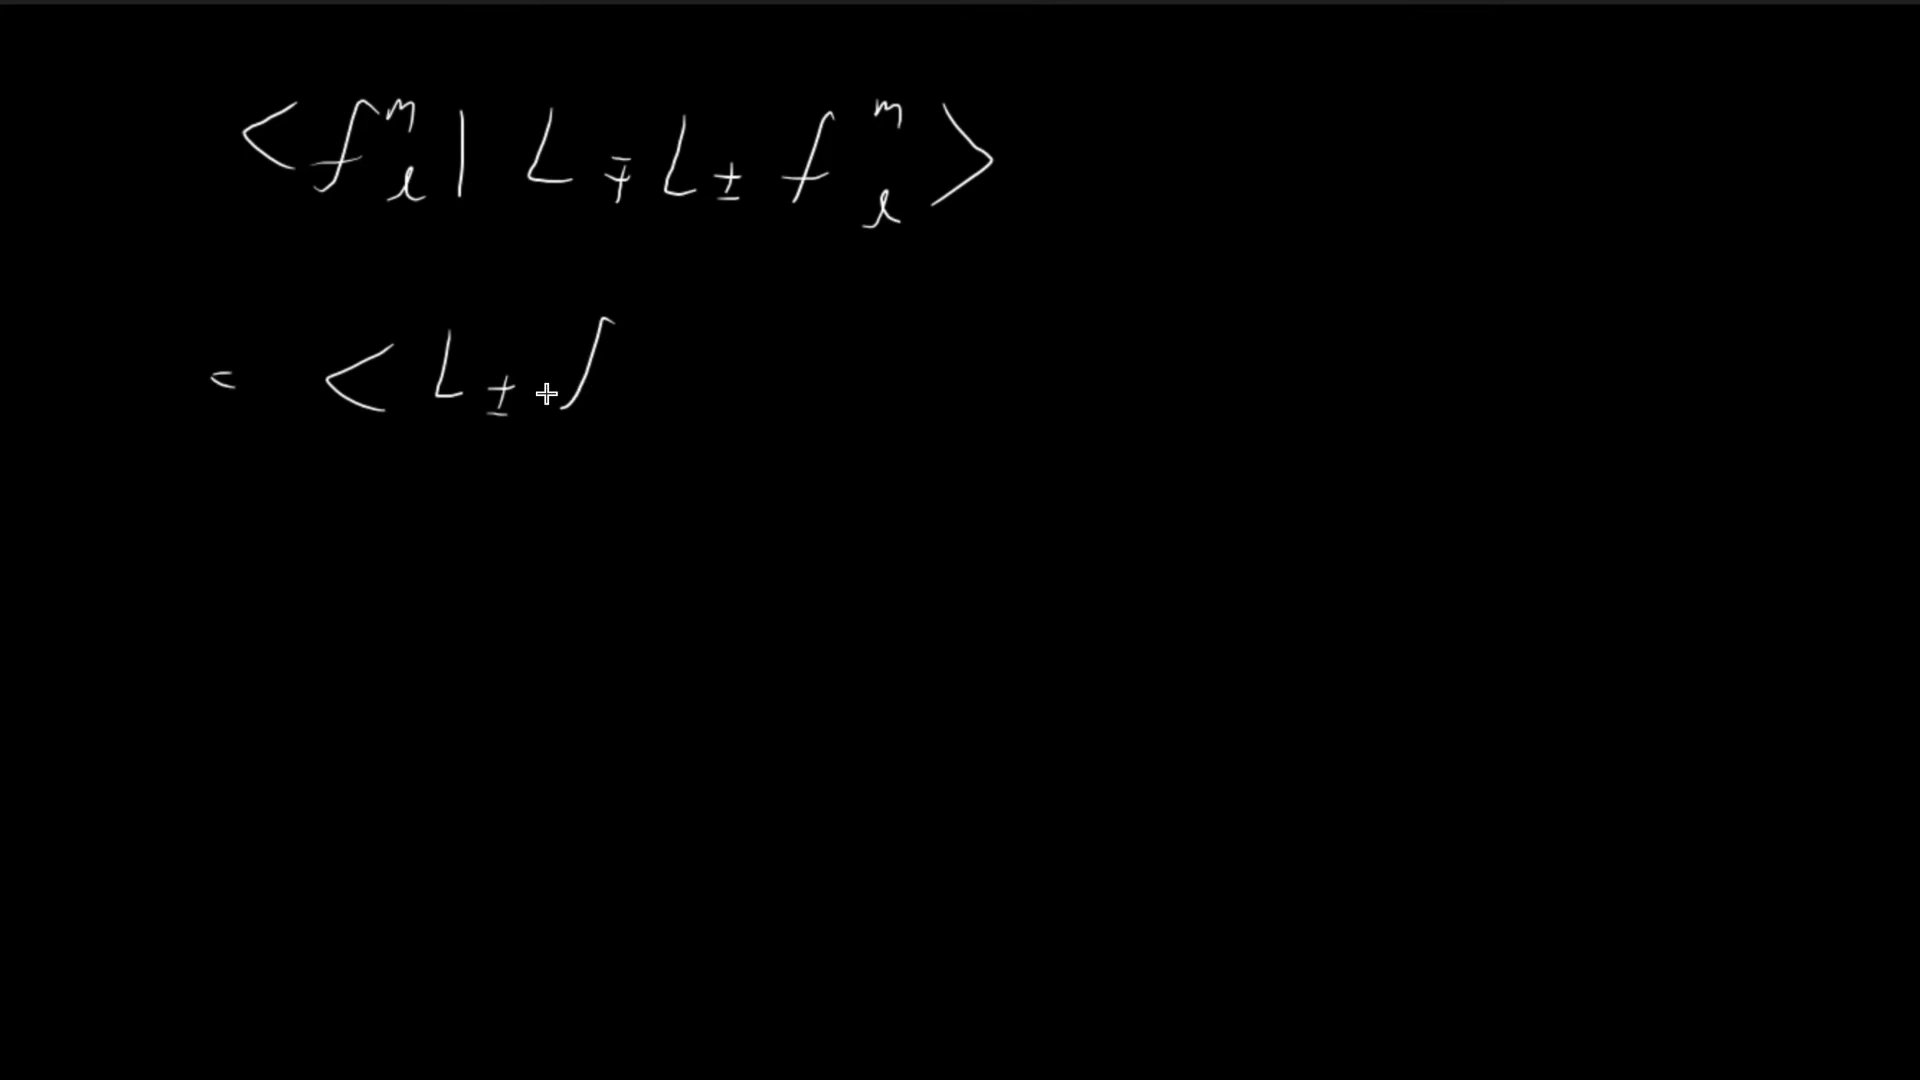 <f_l^m | L_∓ L_± f_l^m>
= <L_± ∫